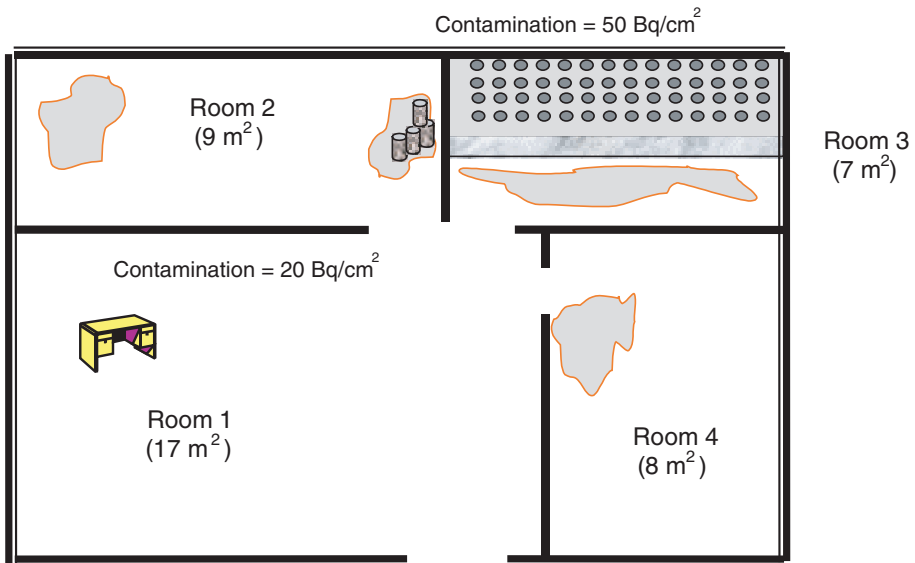 Contamination = 50 Bq/cm²
Room 2
(9 m²)
Room 3
(7 m²)
Contamination = 20 Bq/cm²
Room 1
(17 m²)
Room 4
(8 m²)